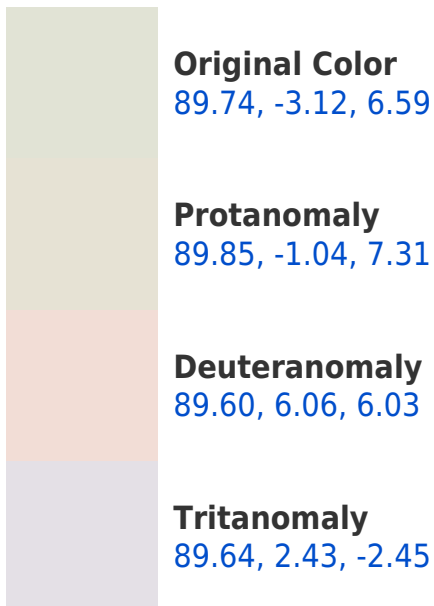 Original Color
89.74, -3.12, 6.59
Protanomaly
89.85, -1.04, 7.31
Deuteranomaly
89.60, 6.06, 6.03
Tritanomaly
89.64, 2.43, -2.45